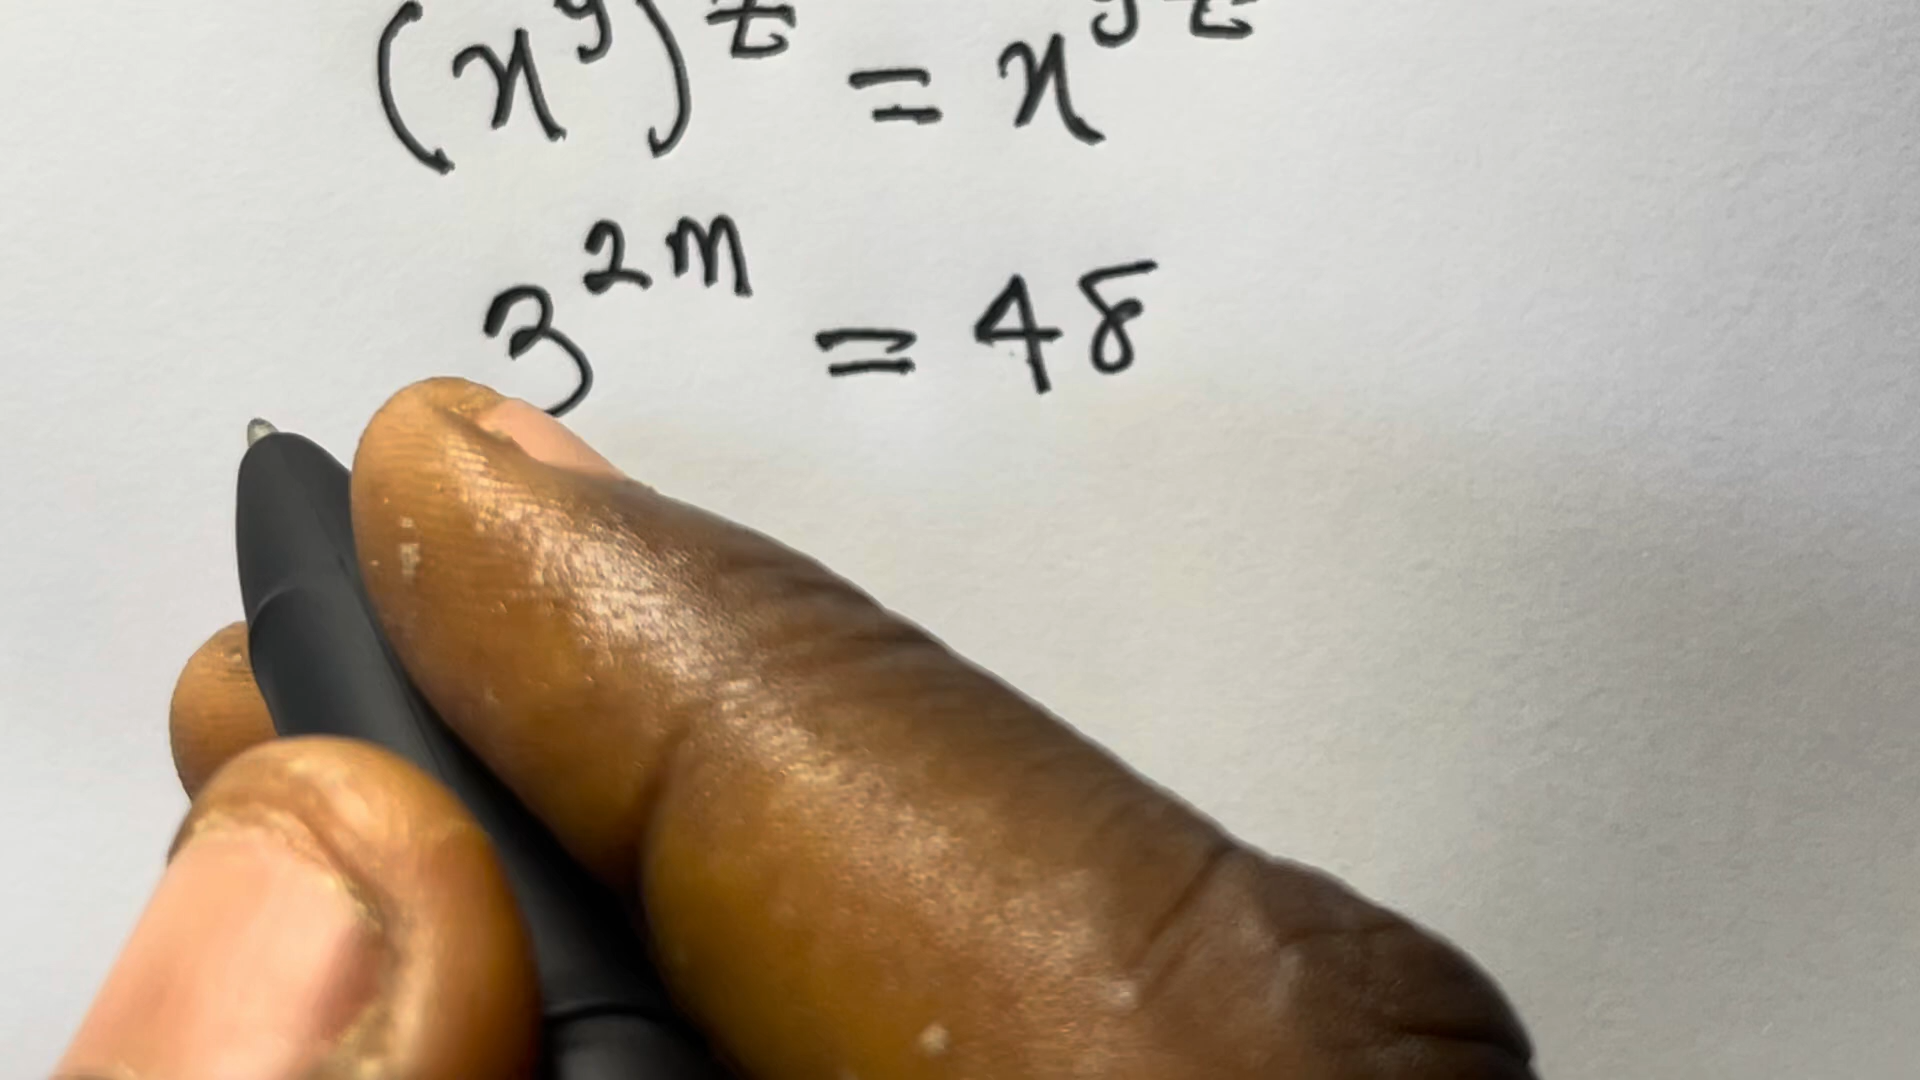 (x^y)^z = x^yz
3^2m = 48